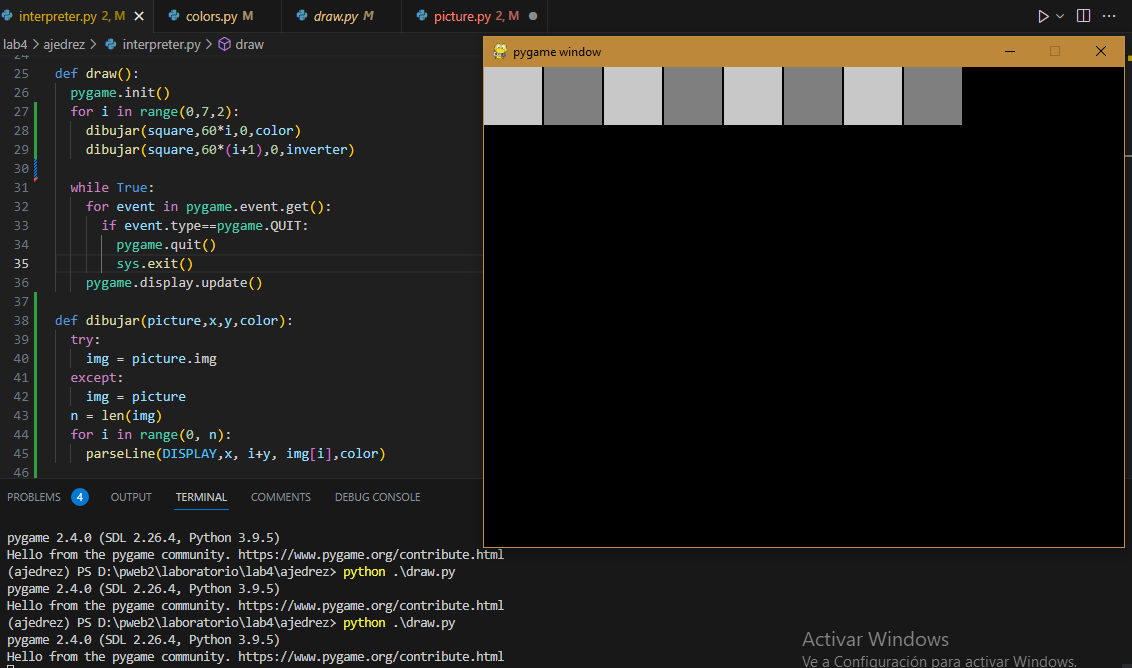 interpreter.py 2, M
colors.py M
draw.py M
picture.py 2, M
lab4 > ajedrez > interpreter.py > draw
pygame window
24
25 def draw():
26 pygame.init()
27 for i in range(0,7,2):
28 dibujar(square,60*i,0,color)
29 dibujar(square,60*(i+1),0,inverter)
30
31 while True:
32 for event in pygame.event.get():
33 if event.type==pygame.QUIT:
34 pygame.quit()
35 sys.exit()
36 pygame.display.update()
37
38 def dibujar(picture,x,y,color):
39 try:
40 img = picture.img
41 except:
42 img = picture
43 n = len(img)
44 for i in range(0, n):
45 parseLine(DISPLAY,x, i+y, img[i],color)
46
PROBLEMS 4 OUTPUT TERMINAL COMMENTS DEBUG CONSOLE
pygame 2.4.0 (SDL 2.26.4, Python 3.9.5)
Hello from the pygame community. https://www.pygame.org/contribute.html
(ajedrez) PS D:\pweb2\laboratorio\lab4\ajedrez> python .\draw.py
pygame 2.4.0 (SDL 2.26.4, Python 3.9.5)
Hello from the pygame community. https://www.pygame.org/contribute.html
(ajedrez) PS D:\pweb2\laboratorio\lab4\ajedrez> python .\draw.py
pygame 2.4.0 (SDL 2.26.4, Python 3.9.5)
Hello from the pygame community. https://www.pygame.org/contribute.html
Activar Windows
Ve a Configuración para activar Windows.